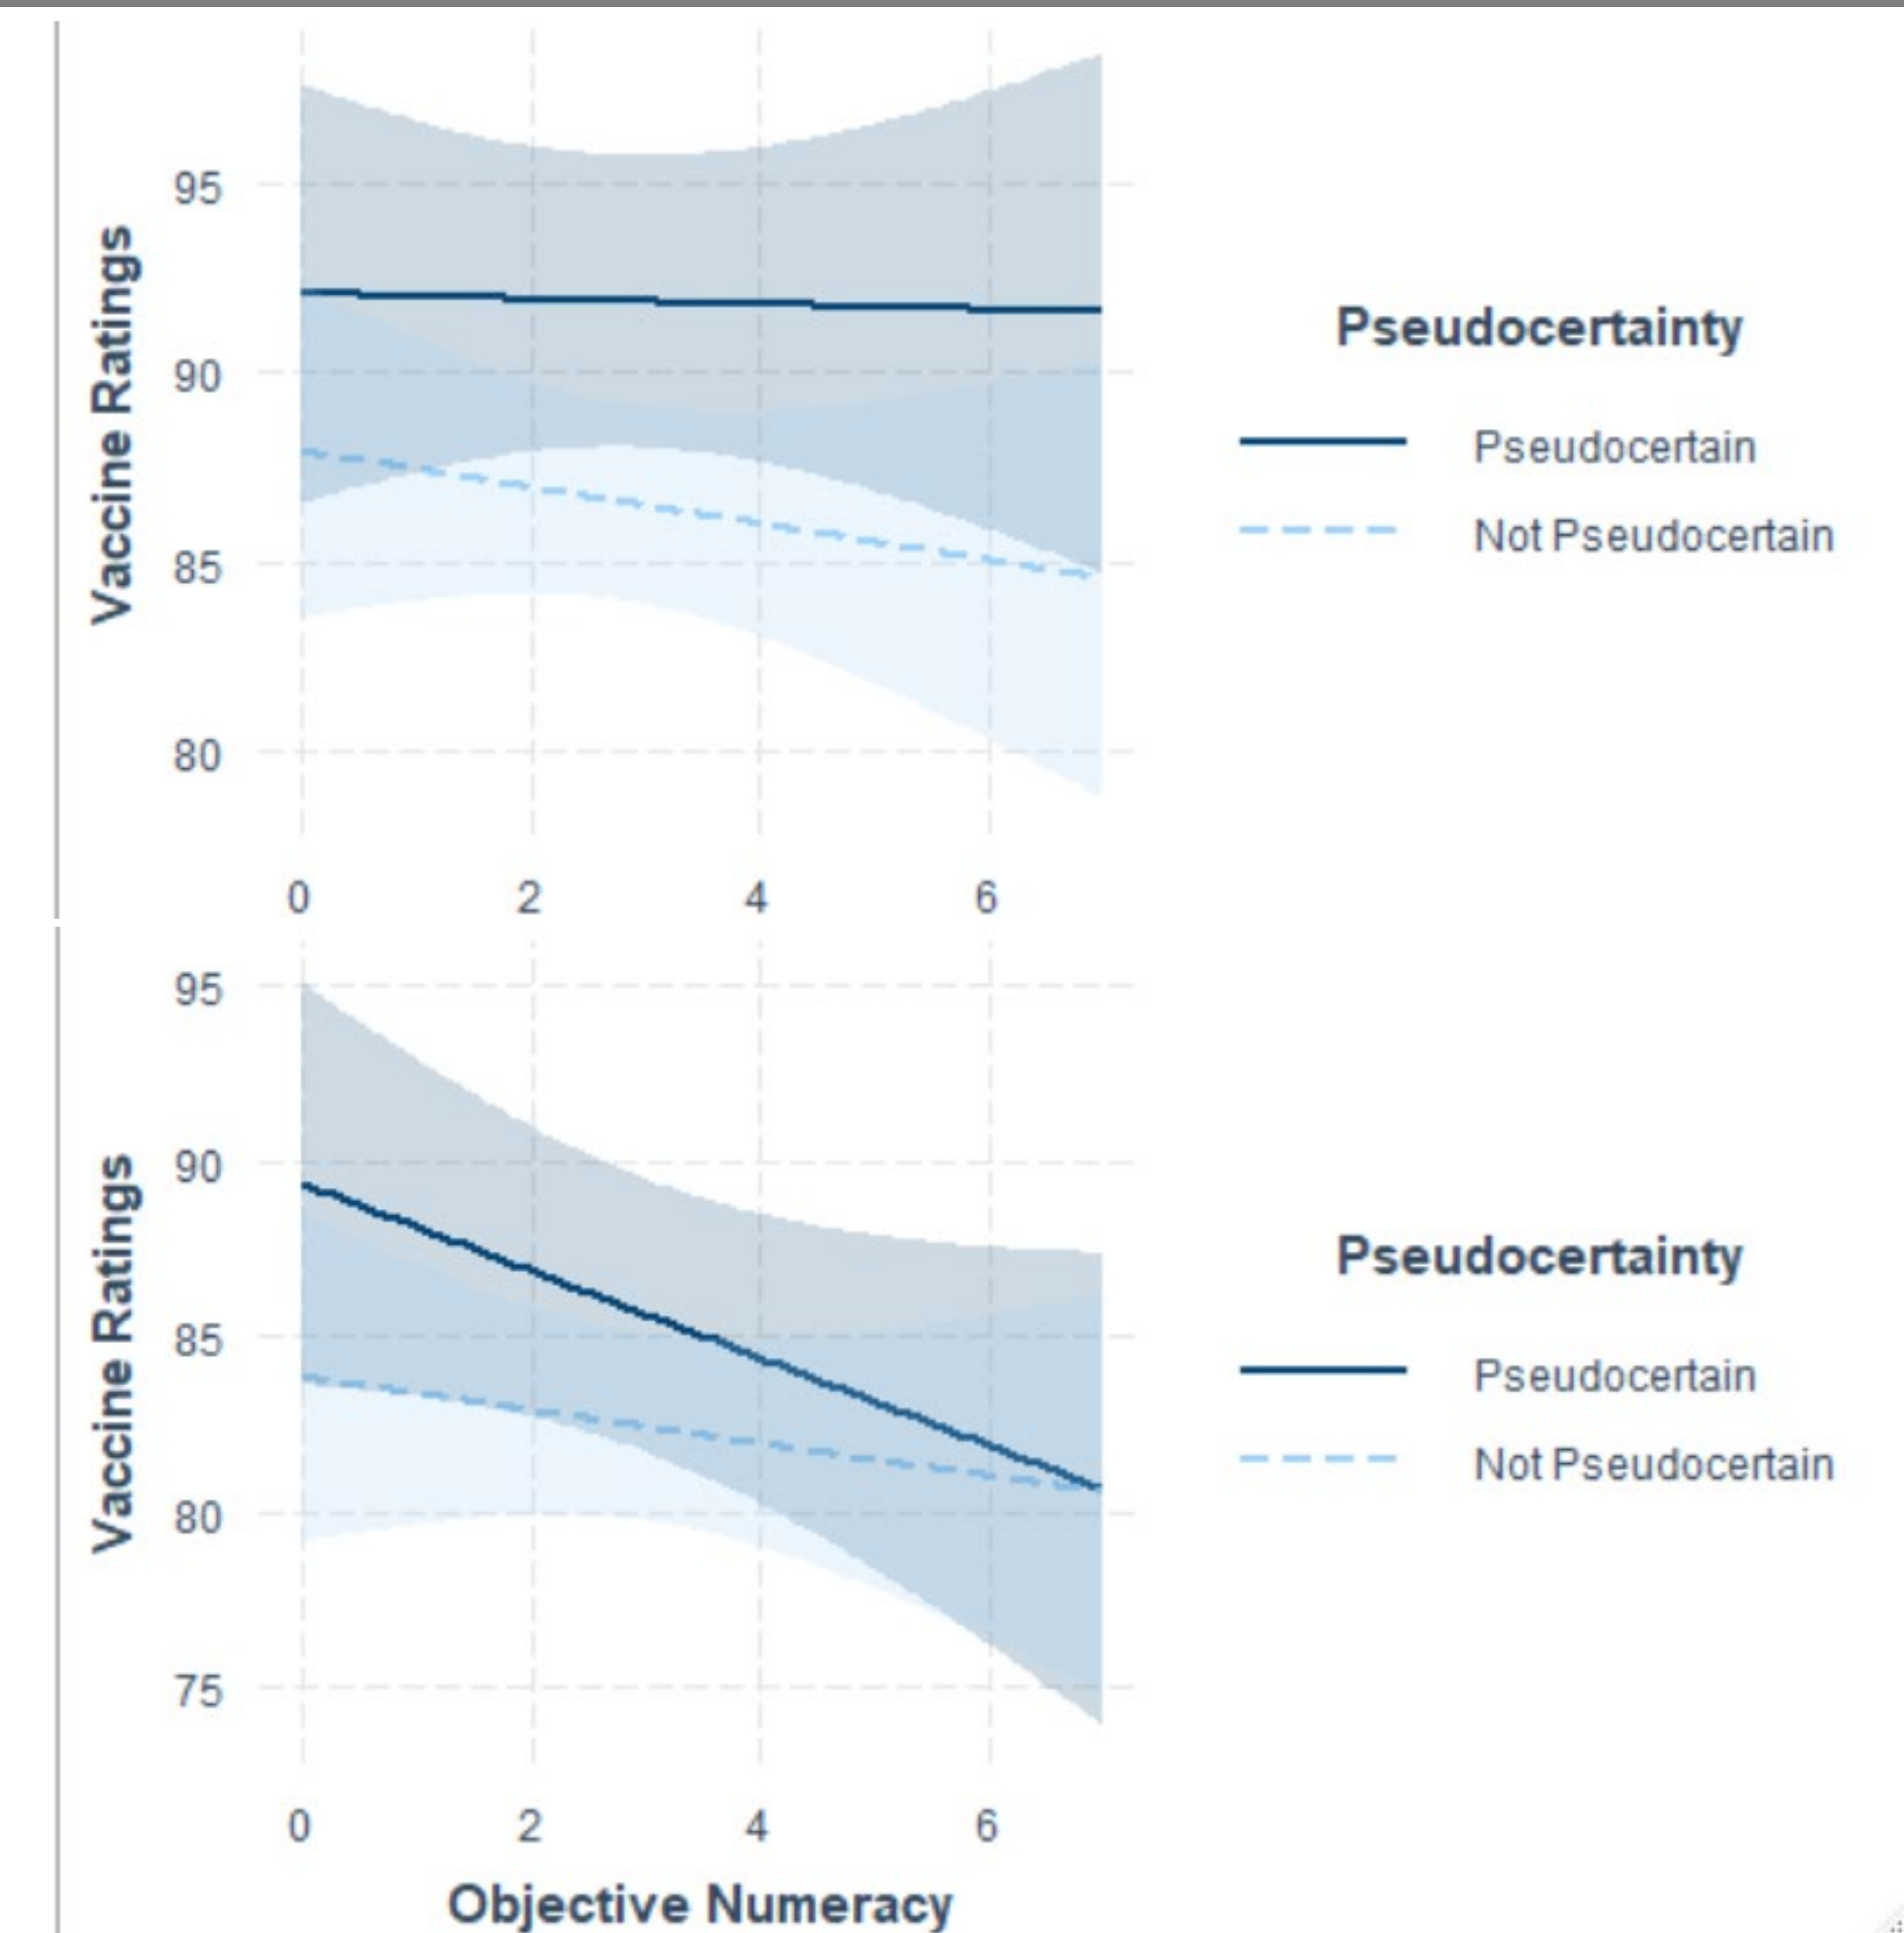 95
90
85
80
Vaccine Ratings
0 2 4 6
Pseudocertainty
Pseudocertain
Not Pseudocertain
95
90
85
80
75
Vaccine Ratings
0 2 4 6
Objective Numeracy
Pseudocertainty
Pseudocertain
Not Pseudocertain